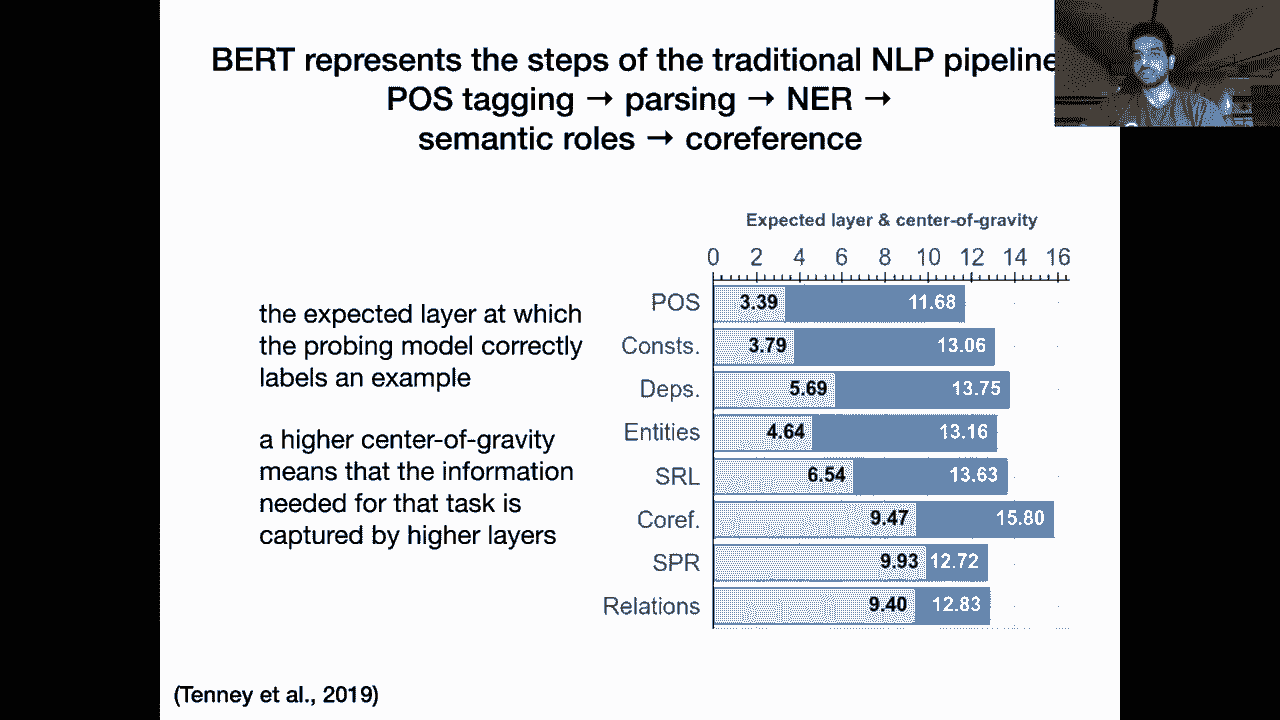 BERT represents the steps of the traditional NLP pipeline
POS tagging → parsing → NER →
semantic roles → coreference
Expected layer & center-of-gravity
0 2 4 6 8 10 12 14 16
the expected layer at which
the probing model correctly
labels an example
a higher center-of-gravity
means that the information
needed for that task is
captured by higher layers
POS 3.39 11.68
Consts. 3.79 13.06
Deps. 5.69 13.75
Entities 4.64 13.16
SRL 6.54 13.63
Coref. 9.47 15.80
SPR 9.93 12.72
Relations 9.40 12.83
(Tenney et al., 2019)